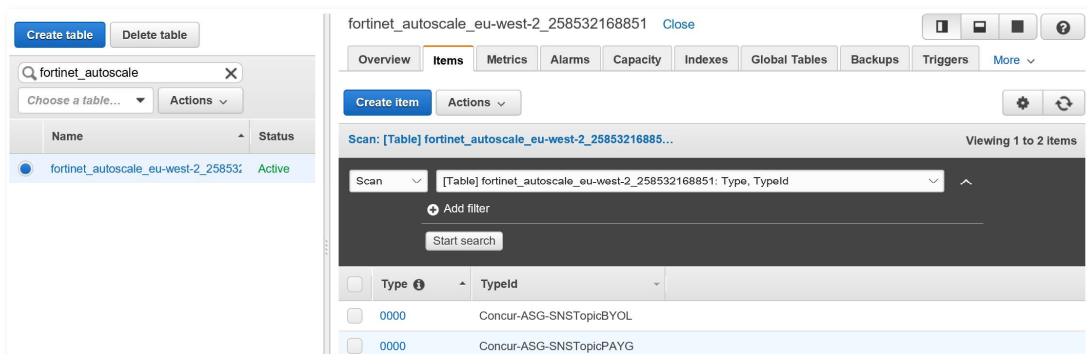 Create table
Delete table
fortinet_autoscale
Choose a table...
Actions
Name
Status
fortinet_autoscale_eu-west-2_258532
Active
fortinet_autoscale_eu-west-2_258532168851
Close
Overview
Items
Metrics
Alarms
Capacity
Indexes
Global Tables
Backups
Triggers
More
Create item
Actions
Scan: [Table] fortinet_autoscale_eu-west-2_25853216885...
Viewing 1 to 2 items
Scan
[Table] fortinet_autoscale_eu-west-2_258532168851: Type, TypeId
Add filter
Start search
Type
TypeId
0000
Concur-ASG-SNSTopicBYOL
0000
Concur-ASG-SNSTopicPAYG